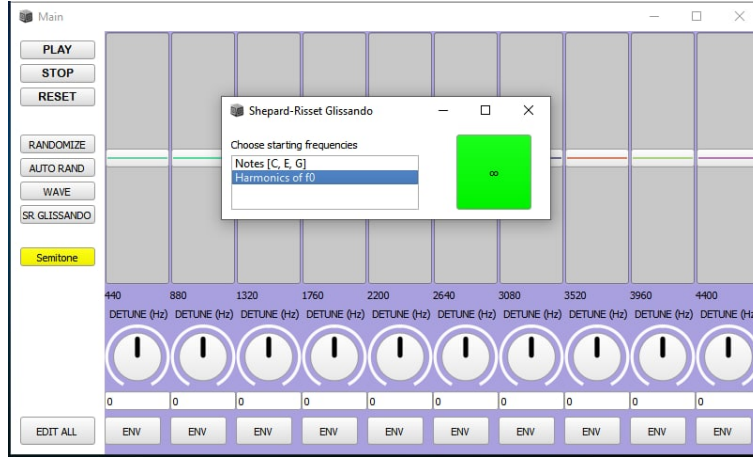 Main
PLAY
STOP
RESET
RANDOMIZE
AUTO RAND
WAVE
SR GLISSANDO
Semitone
EDIT ALL
Shepard-Risset Glissando
Choose starting frequencies
Notes [C, E, G]
Harmonics of f0
∞
440 880 1320 1760 2200 2640 3080 3520 3960 4400
DETUNE (Hz) DETUNE (Hz) DETUNE (Hz) DETUNE (Hz) DETUNE (Hz) DETUNE (Hz) DETUNE (Hz) DETUNE (Hz) DETUNE (Hz) DETUNE (Hz
0 0 0 0 0 0 0 0 0 0
ENV ENV ENV ENV ENV ENV ENV ENV ENV ENV